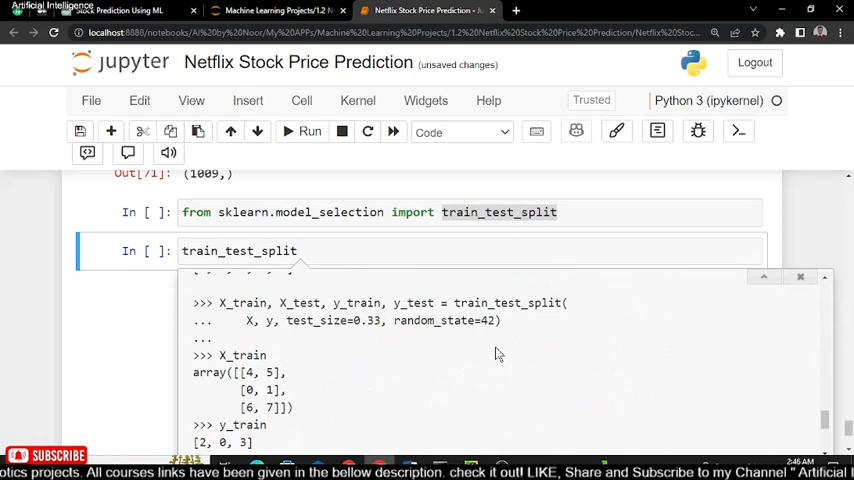 Artificial Intelligence
Stock Prediction Using ML
Machine Learning Projects/1.2 N
Netflix Stock Price Prediction - Ju
localhost:8888/notebooks/AI%20by%20Noor/My%20APPs/Machine%20Learning%20Projects/1.2%20Netflix%20Stock%20Price%20Prediction/Netflix%20Stoc...
jupyter Netflix Stock Price Prediction (unsaved changes)
Logout
File Edit View Insert Cell Kernel Widgets Help
Trusted
Python 3 (ipykernel)
Run
Code
Out[71]: (1009,)
In [ ]: from sklearn.model_selection import train_test_split
In [ ]: train_test_split
>>> X_train, X_test, y_train, y_test = train_test_split(
... X, y, test_size=0.33, random_state=42)
...
>>> X_train
array([[4, 5],
[0, 1],
[6, 7]])
>>> y_train
[2, 0, 3]
SUBSCRIBE
2:46 AM
otics projects. All courses links have been given in the bellow description. check it out! LIKE, Share and Subscribe to my Channel " Artificial I